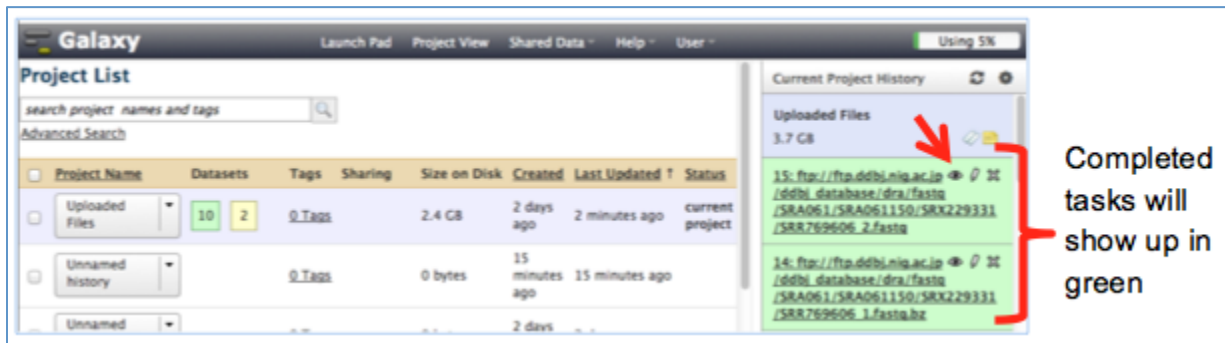 Galaxy
Launch Pad Project View Shared Data Help User
Using 5%
Project List
search project names and tags
Advanced Search
Project Name Datasets Tags Sharing Size on Disk Created Last Updated ↑ Status
Uploaded Files 10 2 0 Tags 2.4 GB 2 days ago 2 minutes ago current project
Unnamed history 0 Tags 0 bytes 15 minutes ago 15 minutes ago
Unnamed 2 days
Current Project History
Uploaded Files
3.7 GB
15: ftp://ftp.ddbj.nig.ac.jp
/ddbj_database/dra/fastq
/SRA061/SRA061150/SRX229331
/SRR769606_2.fastq
14: ftp://ftp.ddbj.nig.ac.jp
/ddbj_database/dra/fastq
/SRA061/SRA061150/SRX229331
/SRR769606_1.fastq.bz
Completed
tasks will
show up in
green